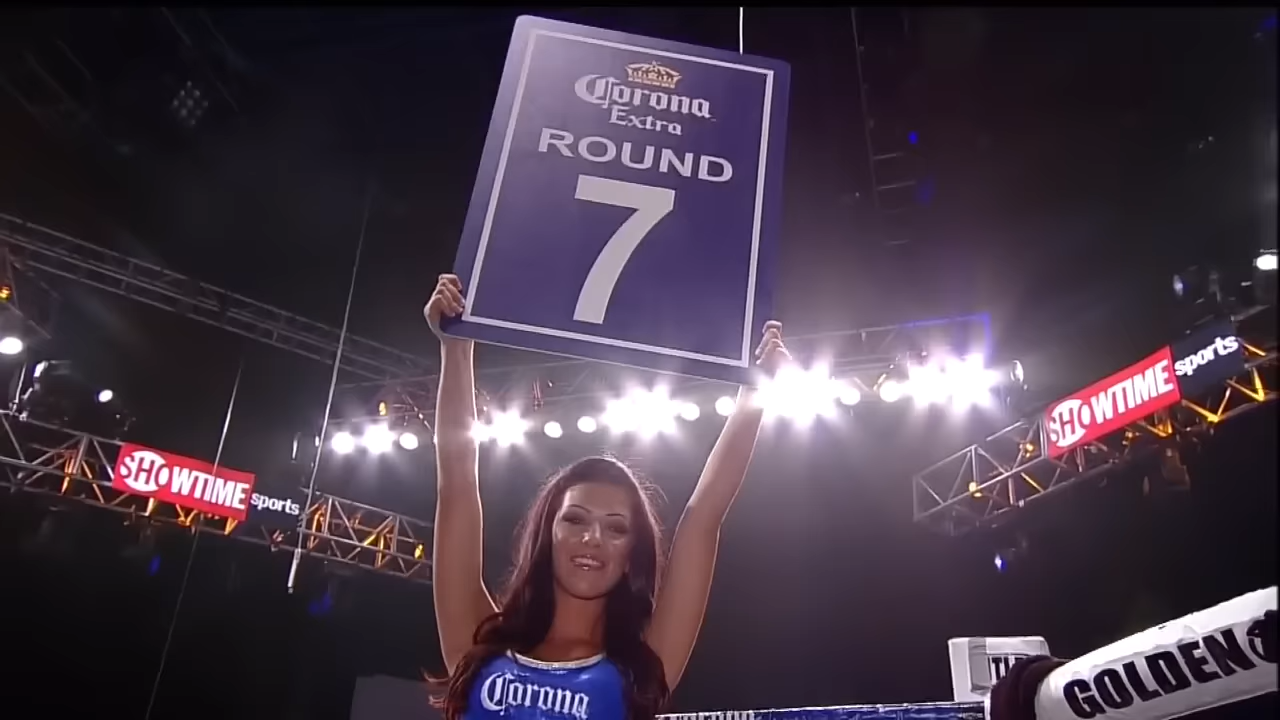 Corona
Extra
ROUND
7
SHOWTIME
sports
SHOWTIME
sports
Corona
GOLDEN